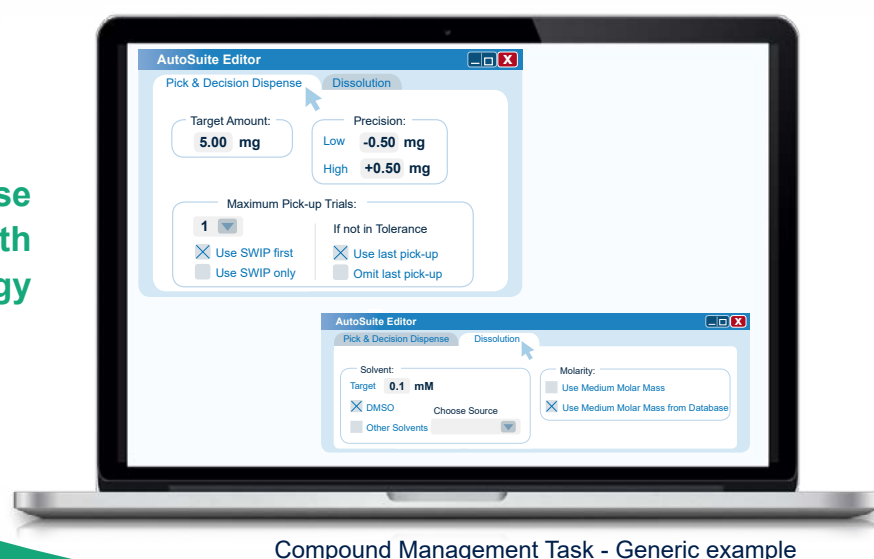 AutoSuite Editor
Pick & Decision Dispense Dissolution
Target Amount: Precision:
5.00 mg Low -0.50 mg
High +0.50 mg
Maximum Pick-up Trials:
1 If not in Tolerance
Use SWIP first Use last pick-up
Use SWIP only Omit last pick-up
se
th
gy
AutoSuite Editor
Pick & Decision Dispense Dissolution
Solvent: Molarity:
Target 0.1 mM Use Medium Molar Mass
DMSO Choose Source Use Medium Molar Mass from Database
Other Solvents
Compound Management Task - Generic example